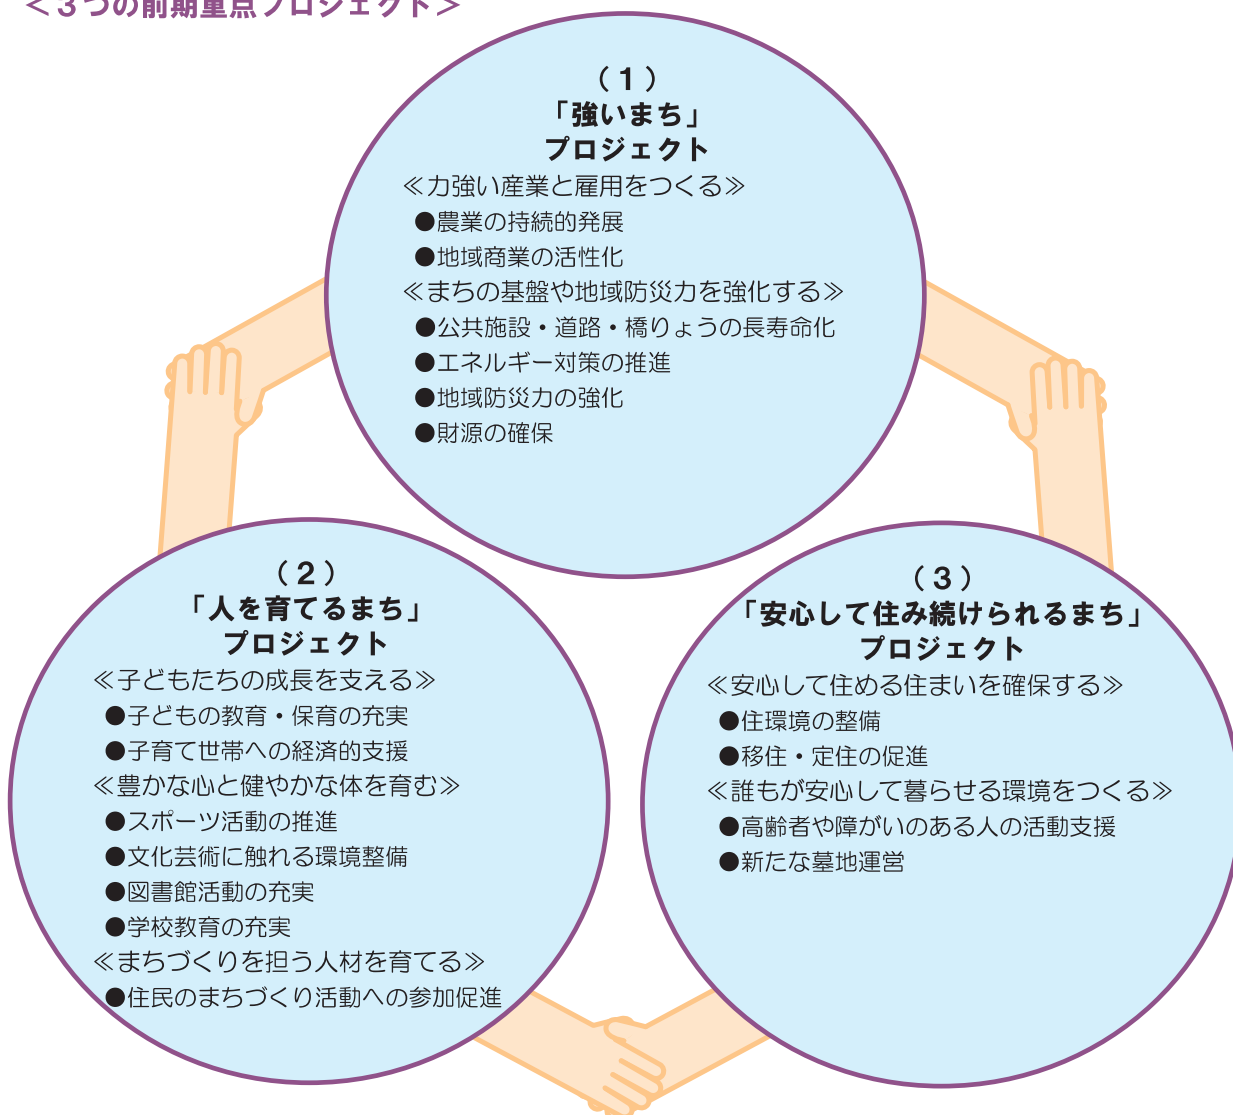 ＜３つの前期重点プロジェクト＞
（１）
「強いまち」
プロジェクト
≪力強い産業と雇用をつくる≫
●農業の持続的発展
●地域商業の活性化
≪まちの基盤や地域防災力を強化する≫
●公共施設・道路・橋りょうの長寿命化
●エネルギー対策の推進
●地域防災力の強化
●財源の確保
（２）
「人を育てるまち」
プロジェクト
≪子どもたちの成長を支える≫
●子どもの教育・保育の充実
●子育て世帯への経済的支援
≪豊かな心と健やかな体を育む≫
●スポーツ活動の推進
●文化芸術に触れる環境整備
●図書館活動の充実
●学校教育の充実
≪まちづくりを担う人材を育てる≫
●住民のまちづくり活動への参加促進
（３）
「安心して住み続けられるまち」
プロジェクト
≪安心して住める住まいを確保する≫
●住環境の整備
●移住・定住の促進
≪誰もが安心して暮らせる環境をつくる≫
●高齢者や障がいのある人の活動支援
●新たな墓地運営